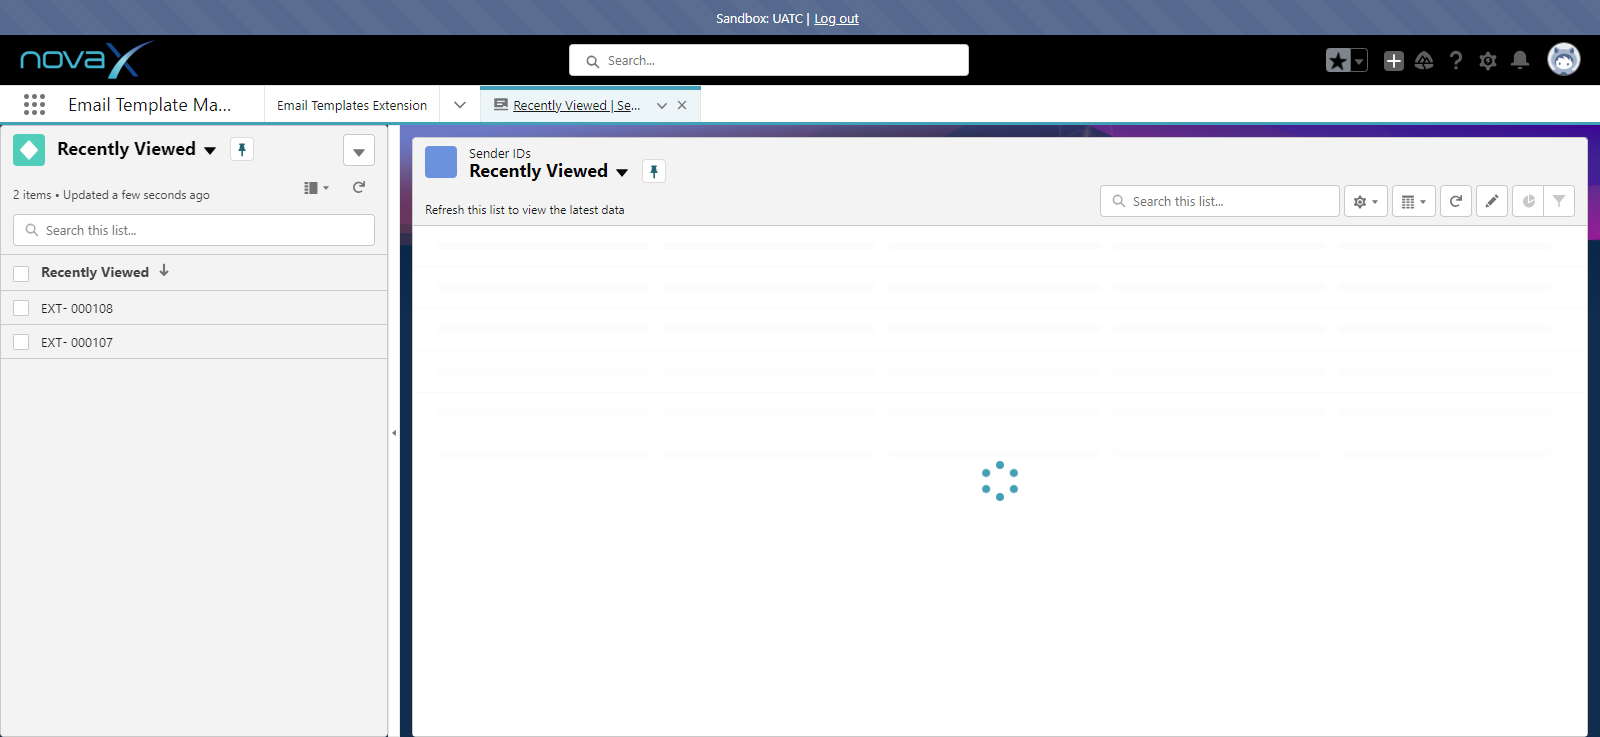 Sandbox: UATC | Log out
novaX
Search...
Email Template Ma...
Email Templates Extension
Recently Viewed | Se...
Recently Viewed
2 items • Updated a few seconds ago
Search this list...
Recently Viewed
EXT- 000108
EXT- 000107
Sender IDs
Recently Viewed
Refresh this list to view the latest data
Search this list...